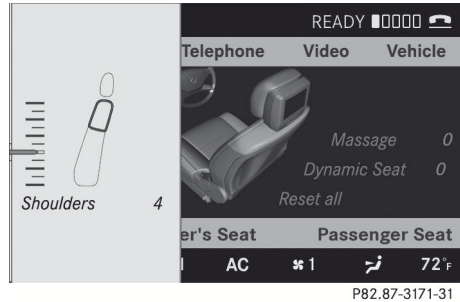 READY
Telephone Video Vehicle
Massage 0
Dynamic Seat 0
Reset all
Shoulders 4
er's Seat Passenger Seat
AC 1 72°F
P82.87-3171-31